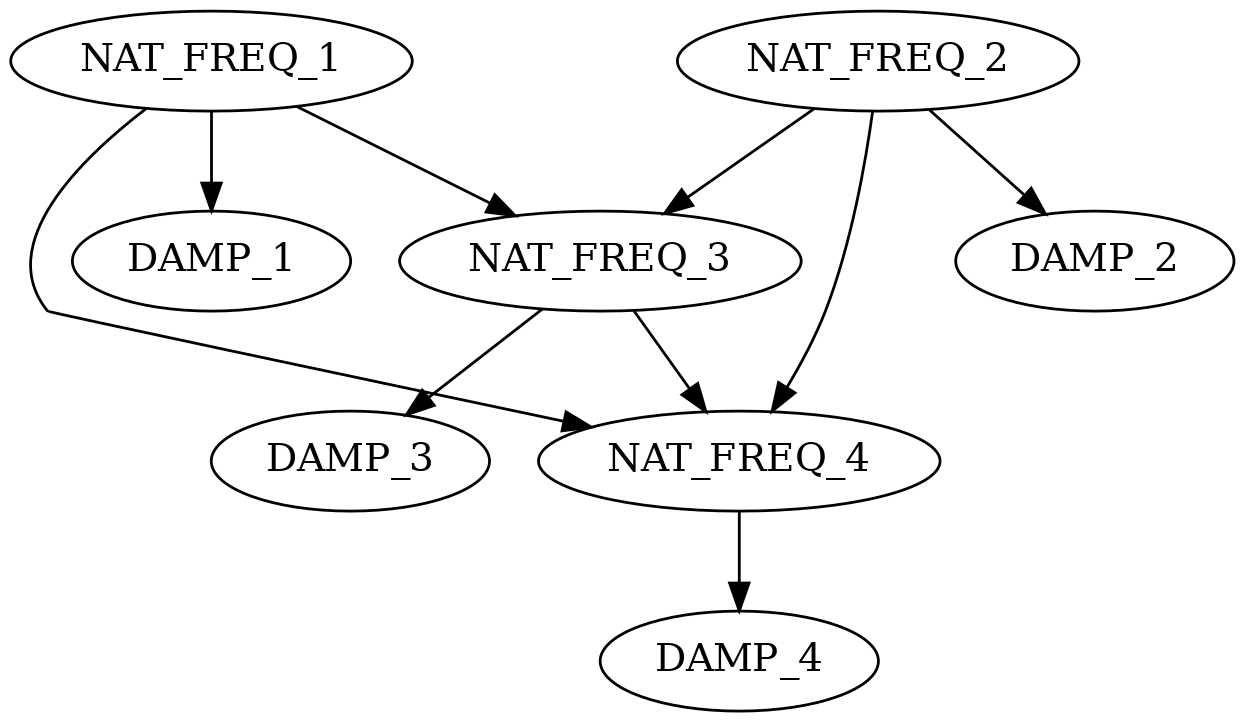 NAT_FREQ_1
NAT_FREQ_2
DAMP_1
NAT_FREQ_3
DAMP_2
DAMP_3
NAT_FREQ_4
DAMP_4